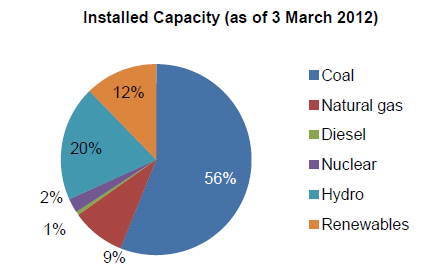 Installed Capacity (as of 3 March 2012)
12%
20%
2%
1%
9%
56%
Coal
Natural gas
Diesel
Nuclear
Hydro
Renewables